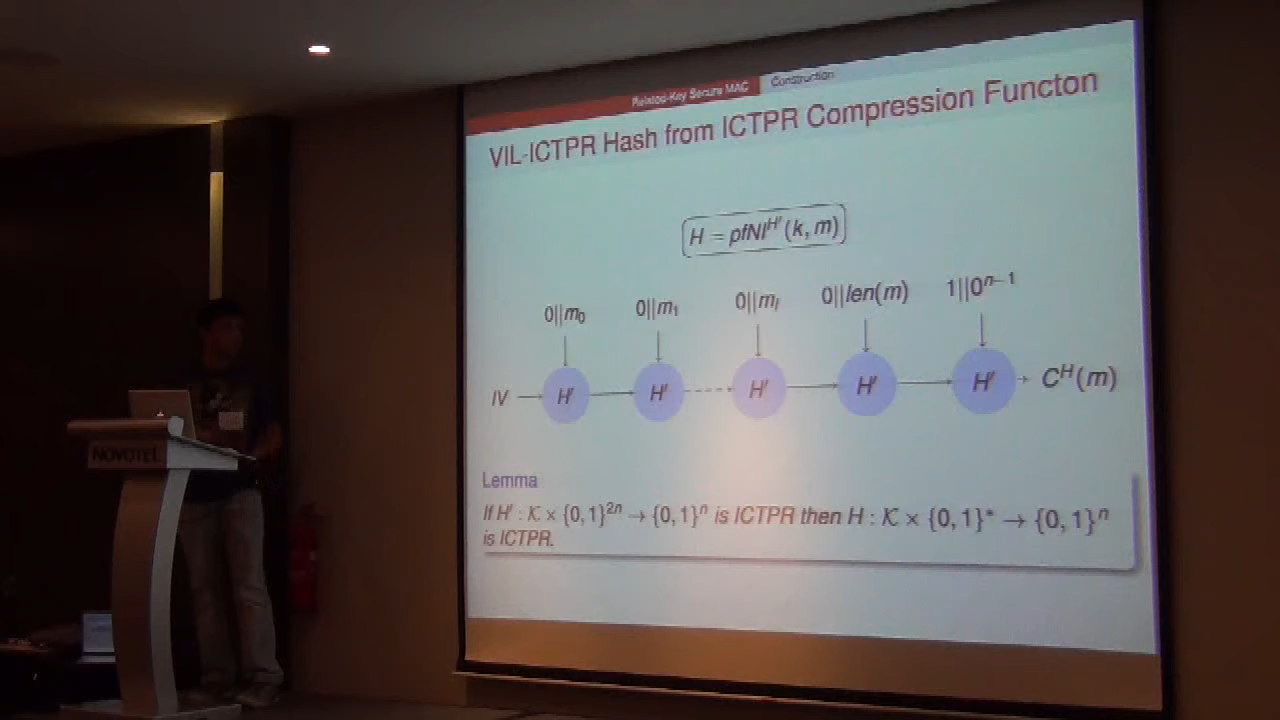 Related-Key Secure MAC Construction
VIL-ICTPR Hash from ICTPR Compression Functon
H = pfNI^{H′}(k, m)
0||m₀ 0||m₁ 0||mₗ 0||len(m) 1||0ⁿ⁻¹
IV H′ H′ H′ H′ H′ Cᴴ(m)
Lemma
If H′ : 𝒦 × {0, 1}²ⁿ → {0, 1}ⁿ is ICTPR then H : 𝒦 × {0, 1}* → {0, 1}ⁿ
is ICTPR.
NOVOTEL